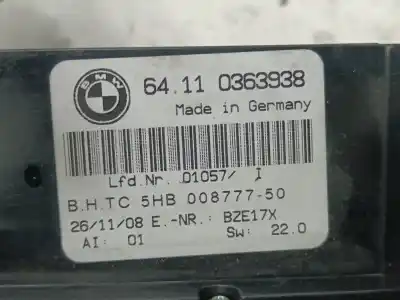 BMW
64.11 0363938
Made in Germany
Lfd.Nr. 01057/ I
B.H.TC 5HB 008777-50
26/11/08 E.-NR.: BZE17X
AI: 01 Sw: 22.0